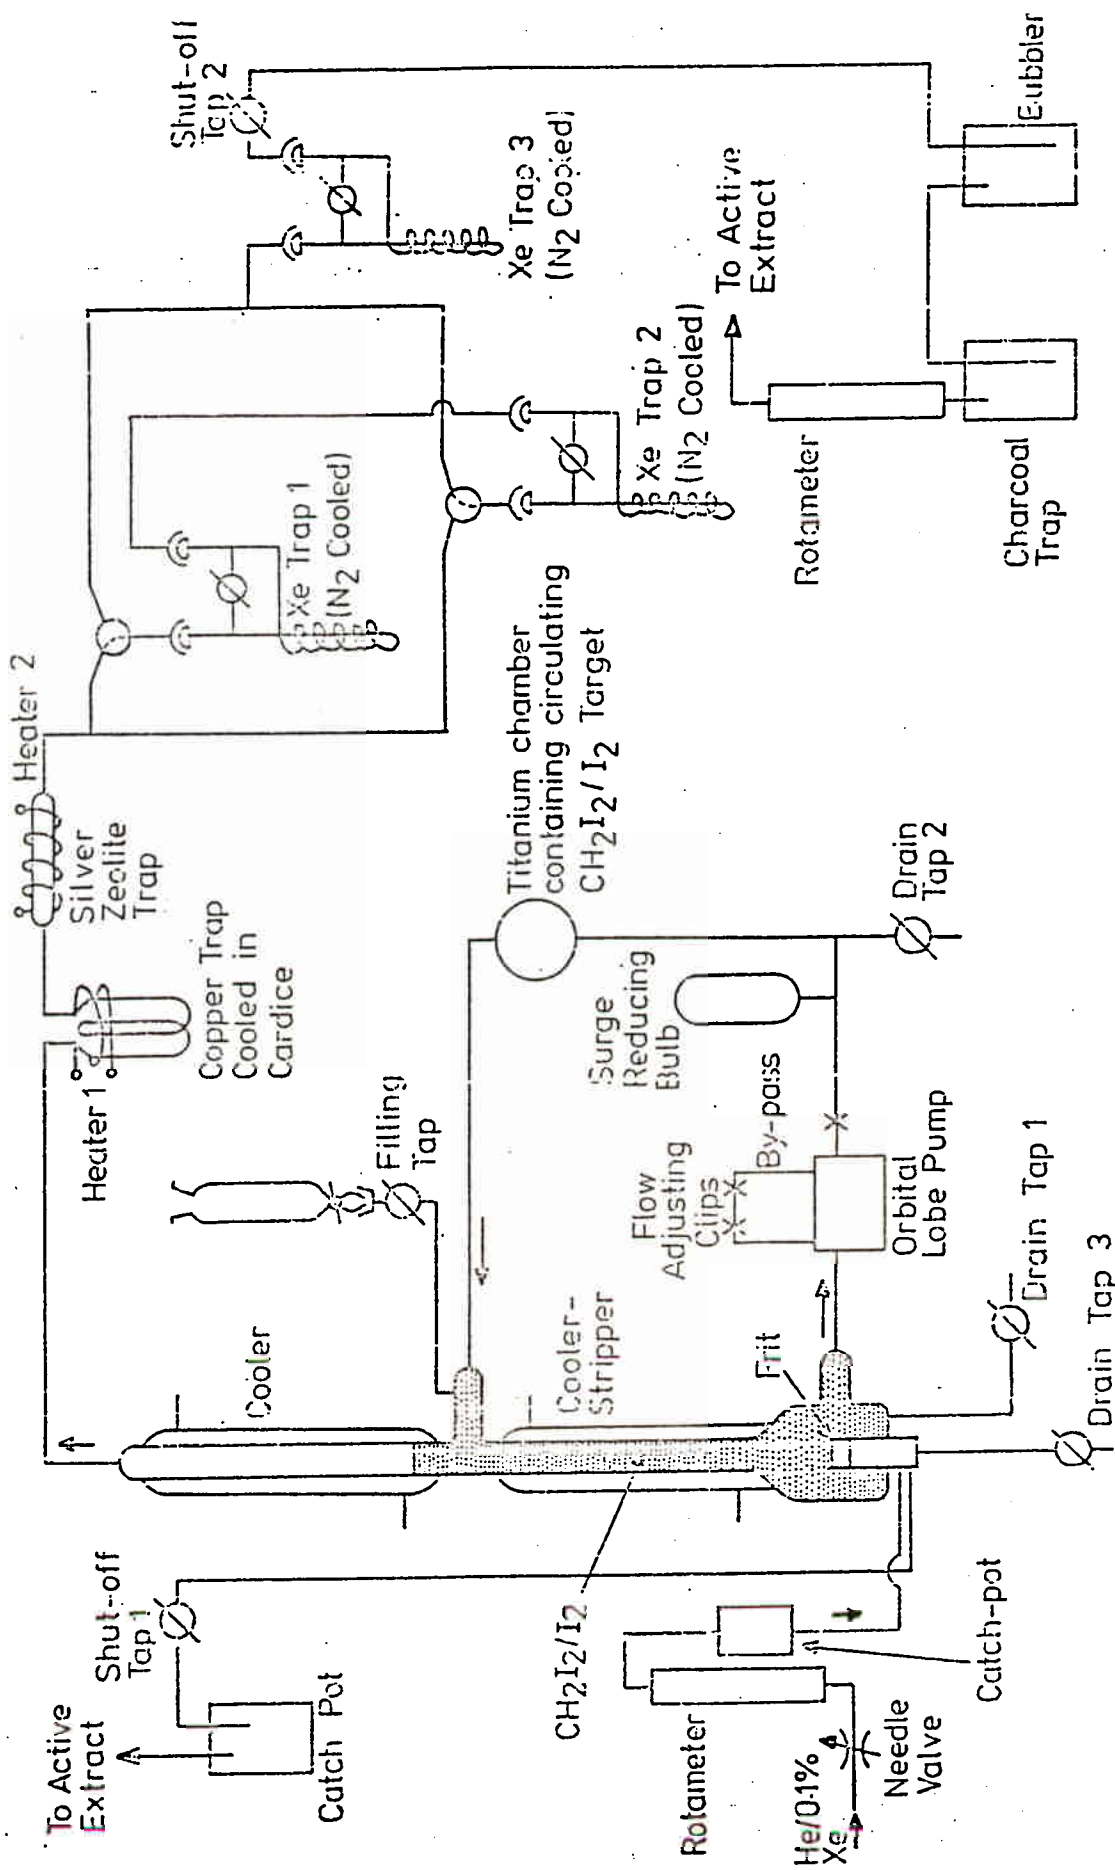 To Active
Extract
Shut-off
Tap 1
Catch Pot
Cooler
Heater 1
Copper Trap
Cooled in
Cardice
Silver
Zeolite
Trap
Heater 2
Xe Trap 1
(N2 Cooled)
Shut-off
Tap 2
Xe Trap 3
(N2 Copied)
Filling
Tap
Cooler-
Stripper
CH2I2/I2
Titanium chamber
containing circulating
CH2I2/I2 Target
Xe Trap 2
(N2 Cooled)
To Active
Extract
Rotameter
Charcoal
Trap
Bubbler
Surge
Reducing
Bulb
Flow
Adjusting
Clips
By-pass
Orbital
Lobe Pump
Drain
Tap 2
Frit
Drain Tap 1
Drain Tap 3
Rotameter
He/0.1%
Xe
Needle
Valve
Catch-pot